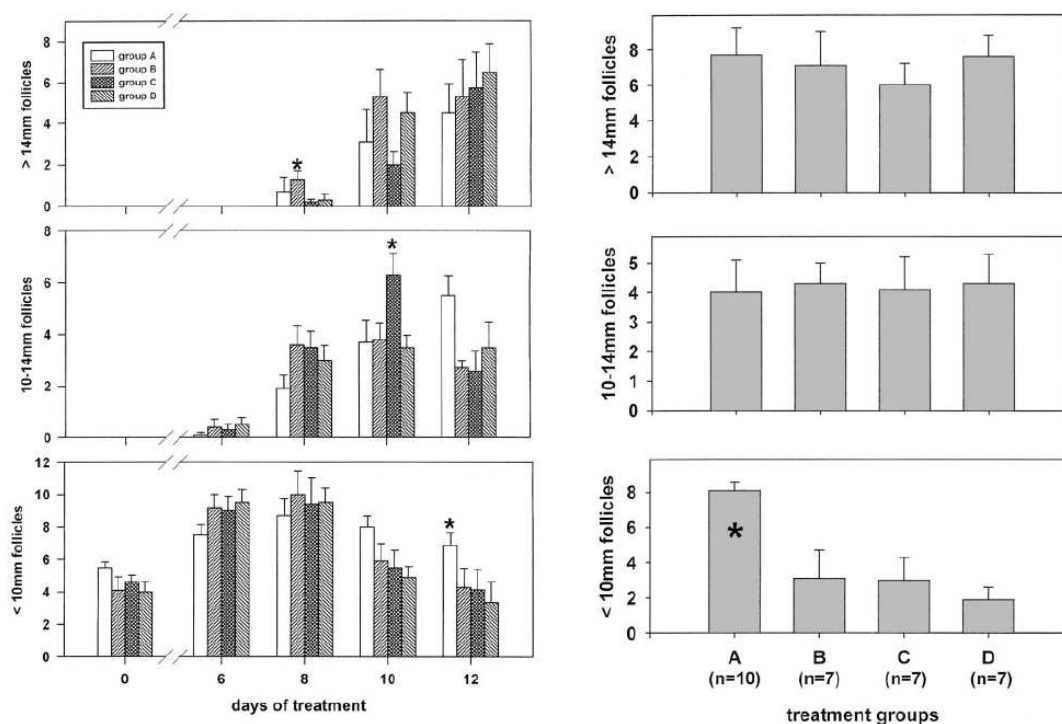 > 14mm follicles
8
6
4
2
0
group A
group B
group C
group D
*
10-14mm follicles
8
6
4
2
0
*
< 10mm follicles
12
10
8
6
4
2
0
*
0 6 8 10 12
days of treatment
> 14mm follicles
8
6
4
2
0
10-14mm follicles
5
4
3
2
1
0
< 10mm follicles
8
6
4
2
0
*
A B C D
(n=10) (n=7) (n=7) (n=7)
treatment groups